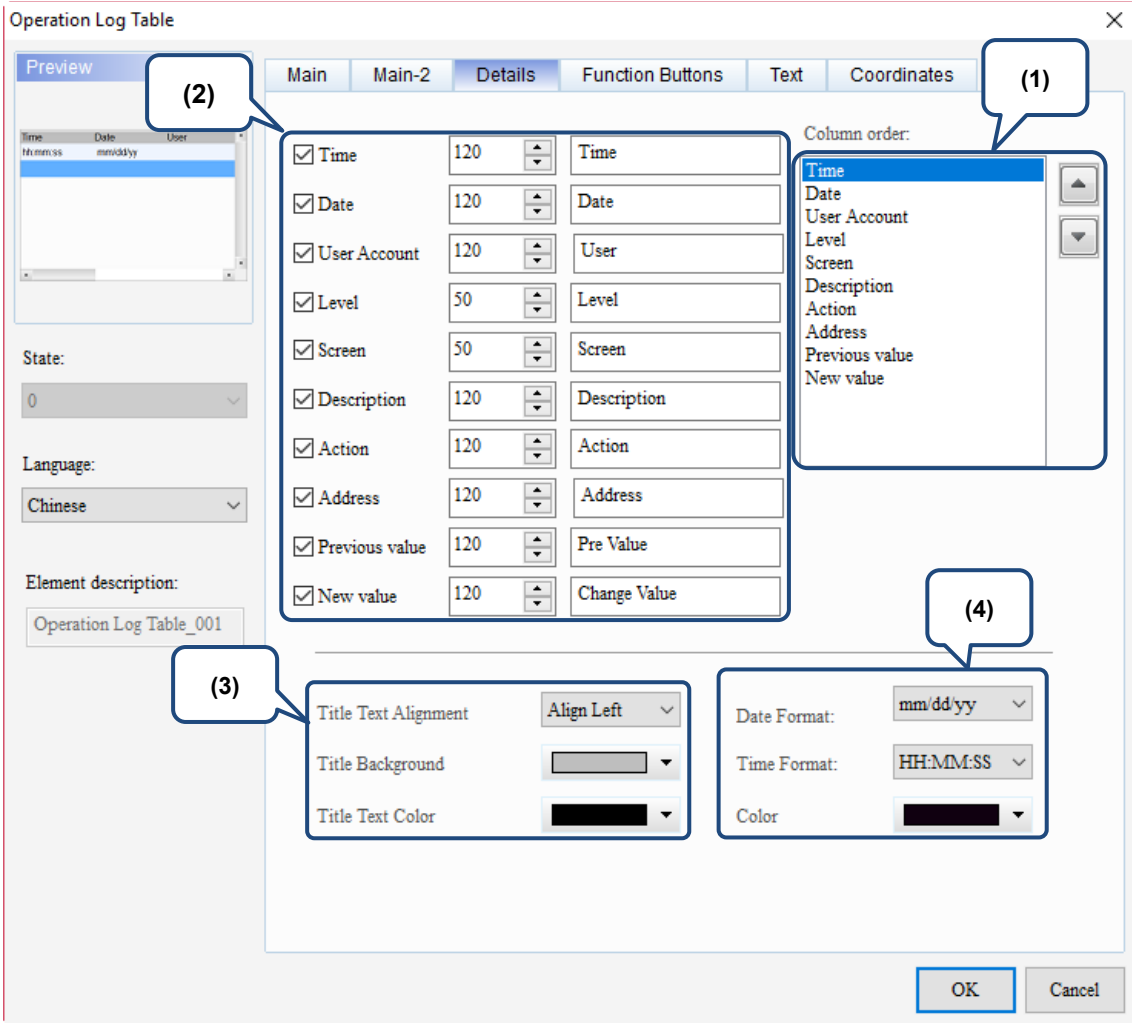 Operation Log Table
Preview
Time Date User
hh:mm:ss mm/dd/yy
State:
0
Language:
Chinese
Element description:
Operation Log Table_001
Main Main-2 Details Function Buttons Text Coordinates
(2)
(1)
Time 120 Time
Date 120 Date
User Account 120 User
Level 50 Level
Screen 50 Screen
Description 120 Description
Action 120 Action
Address 120 Address
Previous value 120 Pre Value
New value 120 Change Value
Column order:
Time
Date
User Account
Level
Screen
Description
Action
Address
Previous value
New value
(3)
(4)
Title Text Alignment Align Left
Title Background
Title Text Color
Date Format: mm/dd/yy
Time Format: HH:MM:SS
Color
OK Cancel